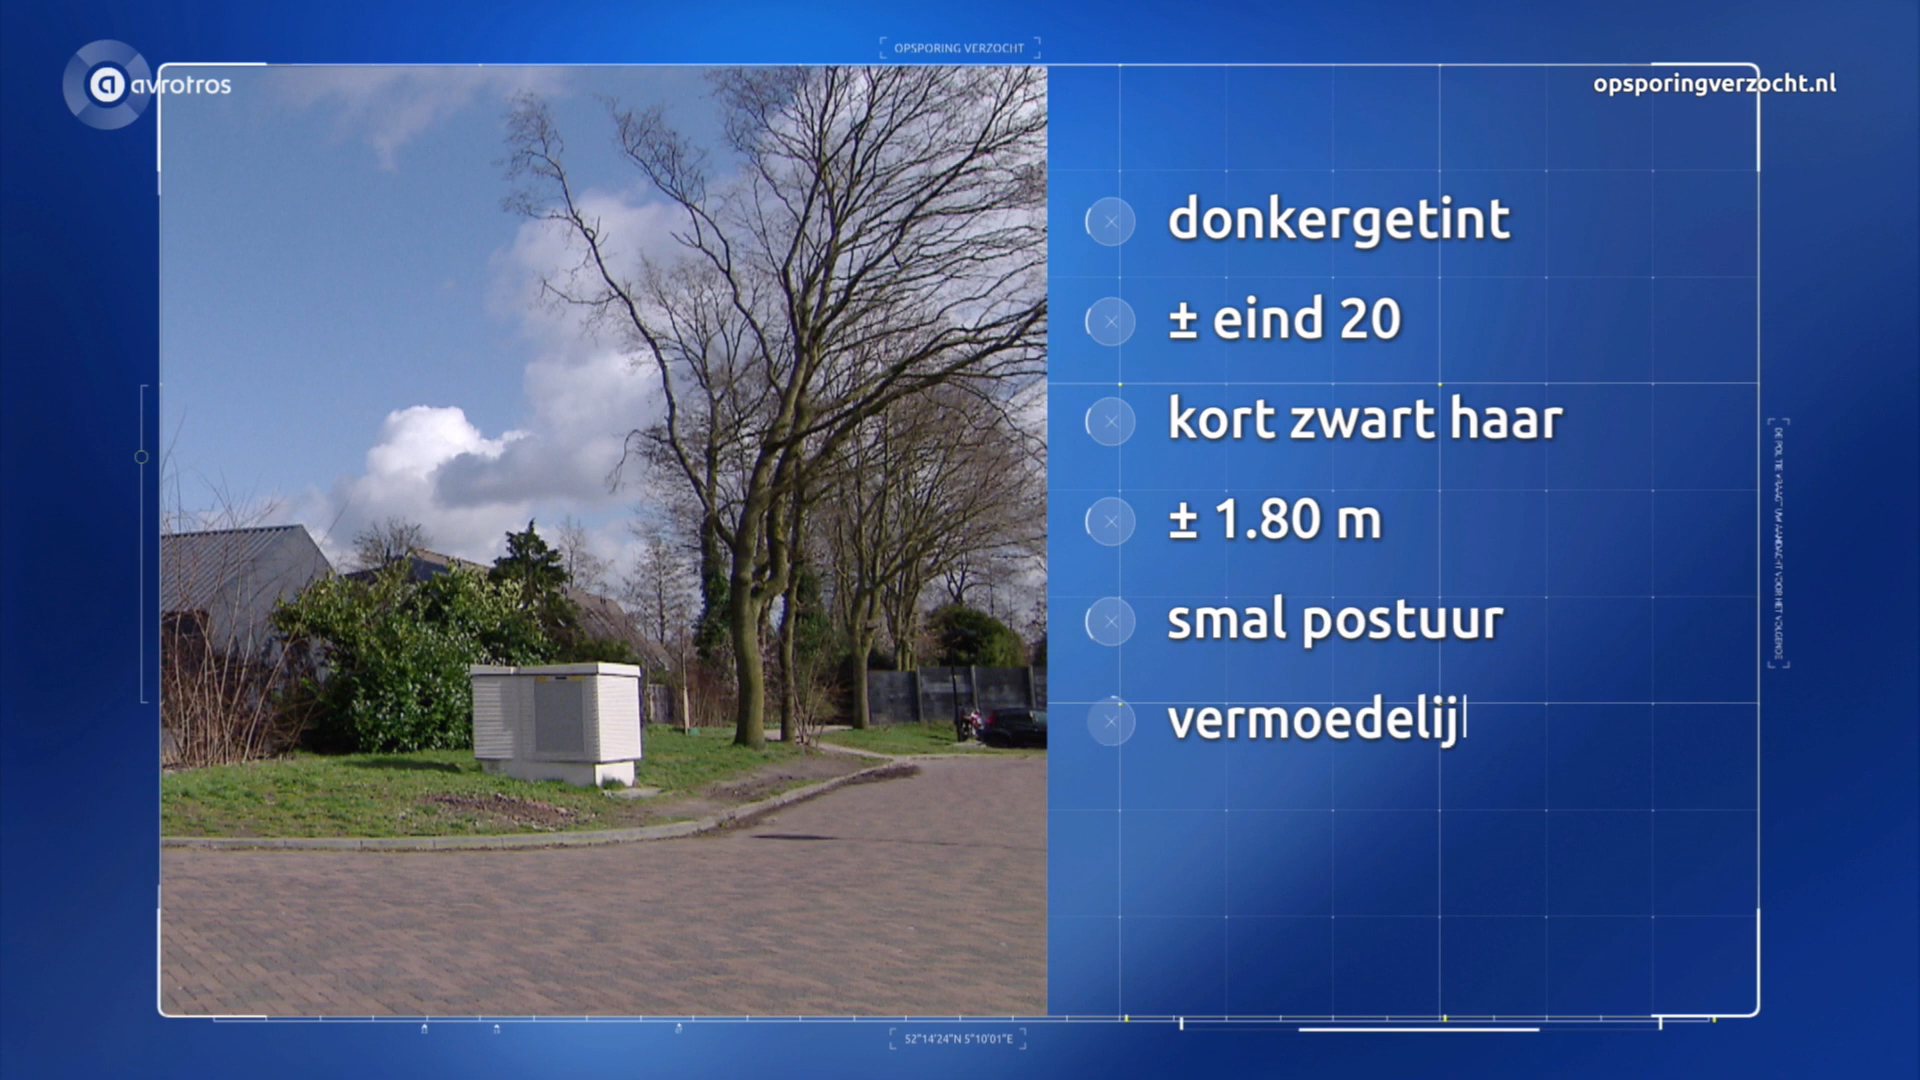 OPSPORING VERZOCHT
avrotros
opsporingverzocht.nl
donkergetint
± eind 20
kort zwart haar
± 1.80 m
smal postuur
vermoedelij
52"14'24"N 5"10'01"E